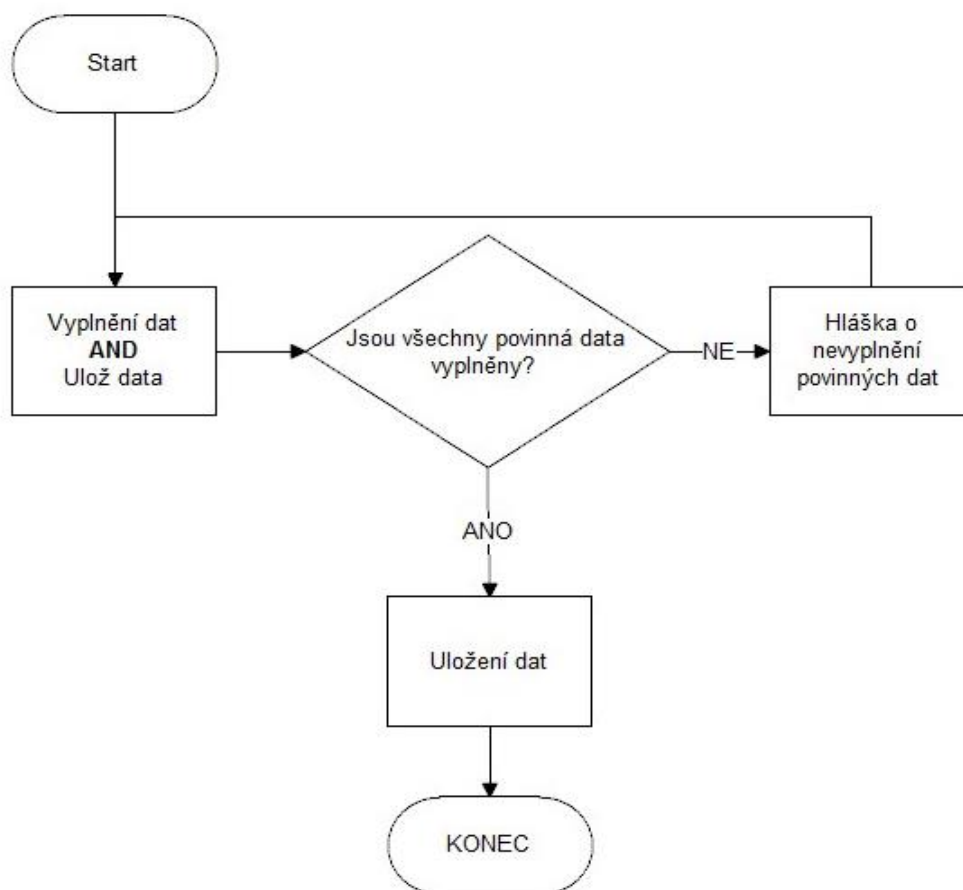 Start
Vyplnění dat
AND
Ulož data
Jsou všechny povinná data
vyplněny?
NE
Hláška o
nevyplnění
povinných dat
ANO
Uložení dat
KONEC